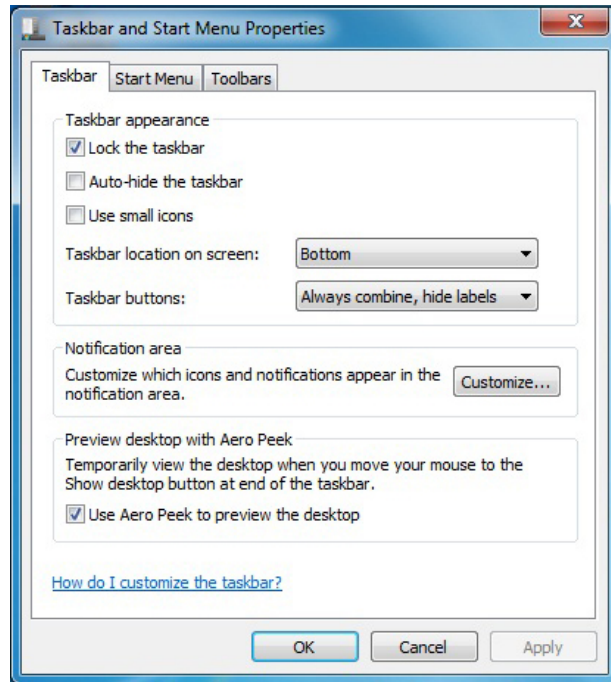 Taskbar and Start Menu Properties
Taskbar Start Menu Toolbars
Taskbar appearance
Lock the taskbar
Auto-hide the taskbar
Use small icons
Taskbar location on screen: Bottom
Taskbar buttons: Always combine, hide labels
Notification area
Customize which icons and notifications appear in the
notification area.
Customize...
Preview desktop with Aero Peek
Temporarily view the desktop when you move your mouse to the
Show desktop button at end of the taskbar.
Use Aero Peek to preview the desktop
How do I customize the taskbar?
OK Cancel Apply